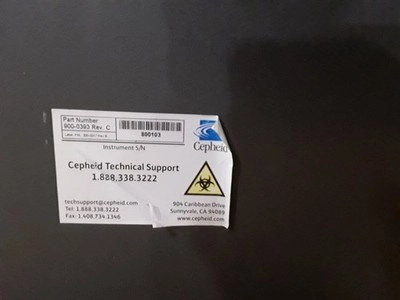 Part Number
900-0393 Rev. C
800103
Instrument S/N
Cepheid
Cepheid Technical Support
1.888.338.3222
techsupport@cepheid.com
Tel: 1.888.338.3222
Fax: 1.408.734.1346
904 Caribbean Drive
Sunnyvale, CA 94089
www.cepheid.com